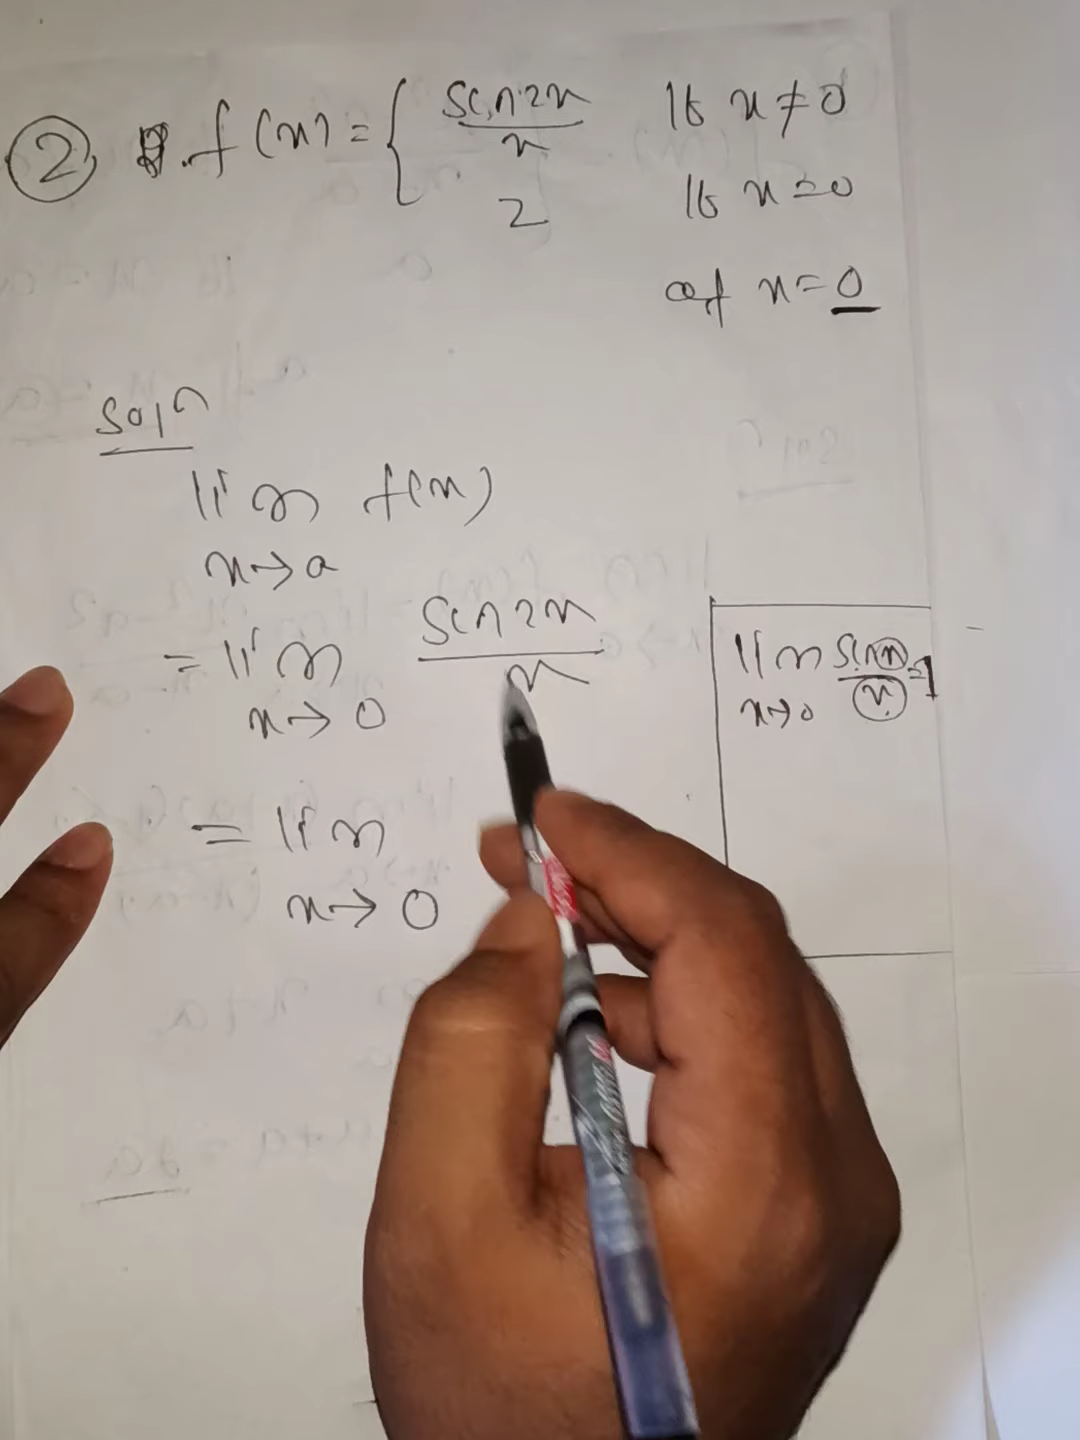 ② f(x) = { sin2x/x if x≠0
2 if x=0
at x=0
Soln
lim f(x)
x→a
= lim sin2x/x
x→0
lim sinx/x =1
x→0
= lim
x→0